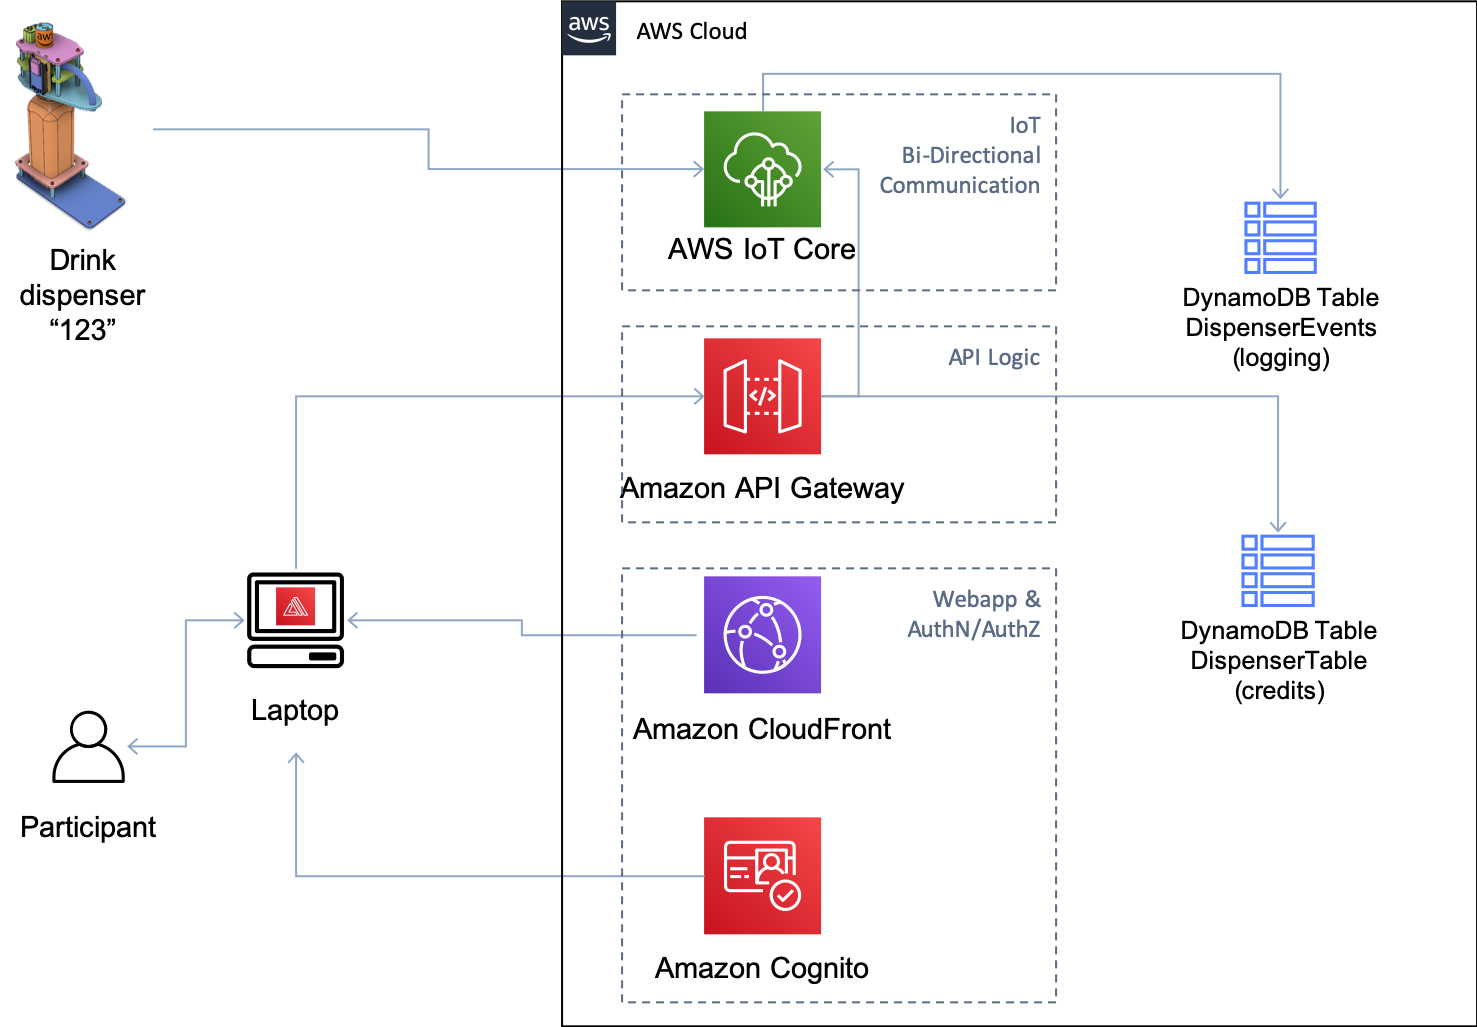 aws
aws
AWS Cloud
IoT
Bi-Directional
Communication
AWS IoT Core
Drink
dispenser
“123”
DynamoDB Table
DispenserEvents
(logging)
API Logic
Amazon API Gateway
</>
Webapp &
AuthN/AuthZ
DynamoDB Table
DispenserTable
(credits)
Laptop
Amazon CloudFront
Participant
Amazon Cognito